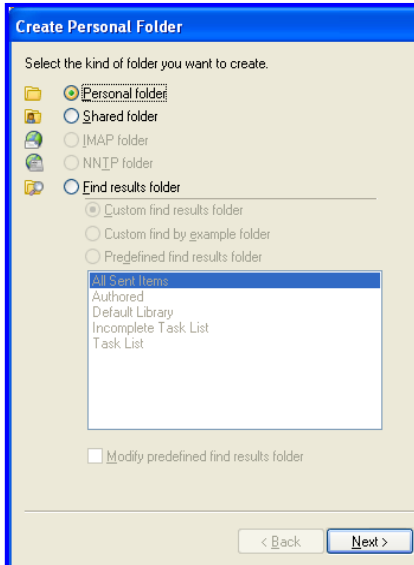 Create Personal Folder
Select the kind of folder you want to create.
Personal folder
Shared folder
IMAP folder
NNTP folder
Find results folder
Custom find results folder
Custom find by example folder
Predefined find results folder
All Sent Items
Authored
Default Library
Incomplete Task List
Task List
Modify predefined find results folder
< Back Next >